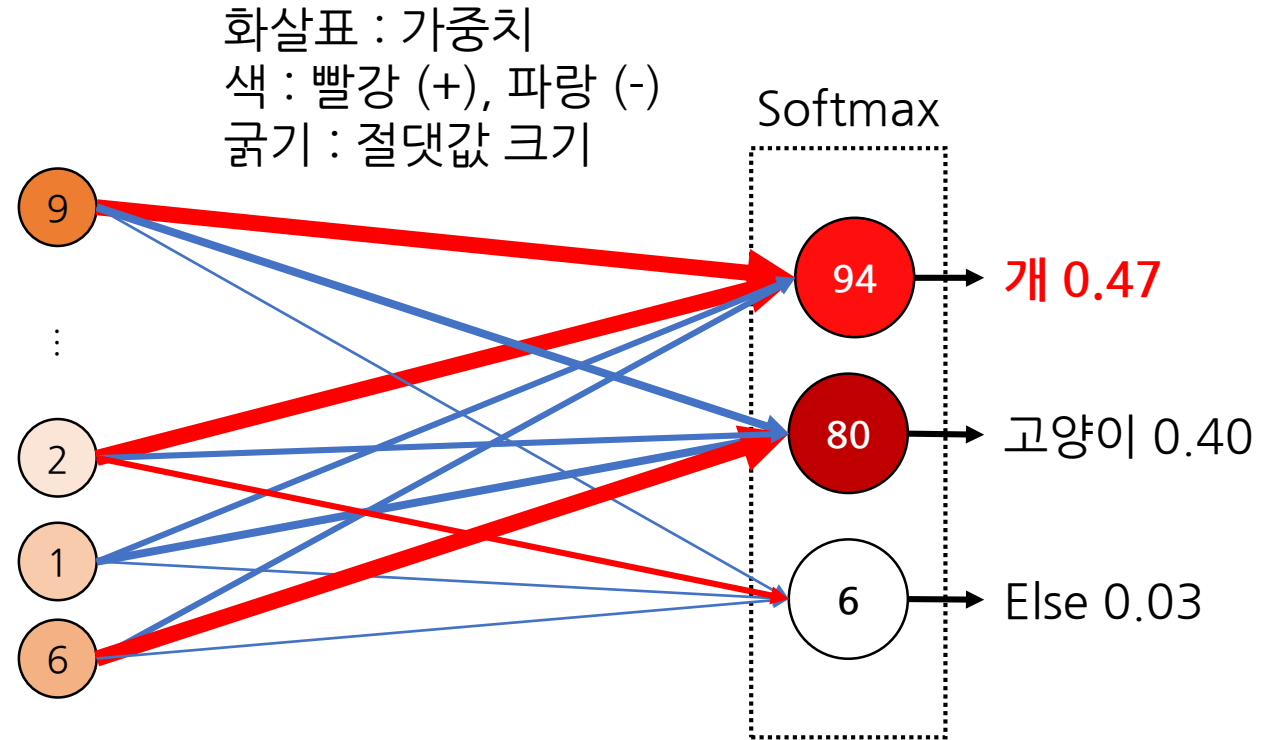 화살표 : 가중치
색 : 빨강 (+), 파랑 (-)
굵기 : 절댓값 크기
Softmax
9
⋮
2
1
6
94
80
6
개 0.47
고양이 0.40
Else 0.03